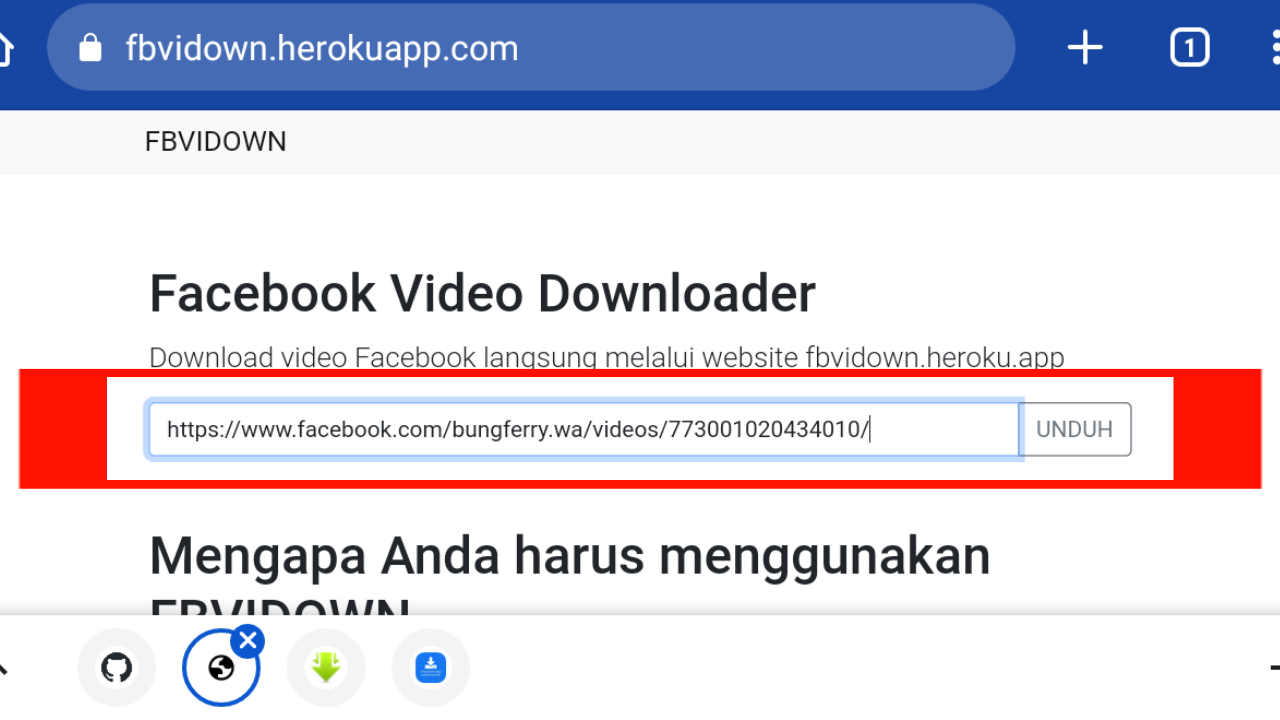 fbvidown.herokuapp.com
1
FBVIDOWN
Facebook Video Downloader
Download video Facebook langsung melalui website fbvidown.heroku.app
https://www.facebook.com/bungferry.wa/videos/773001020434010/
UNDUH
Mengapa Anda harus menggunakan
FBVIDOWN